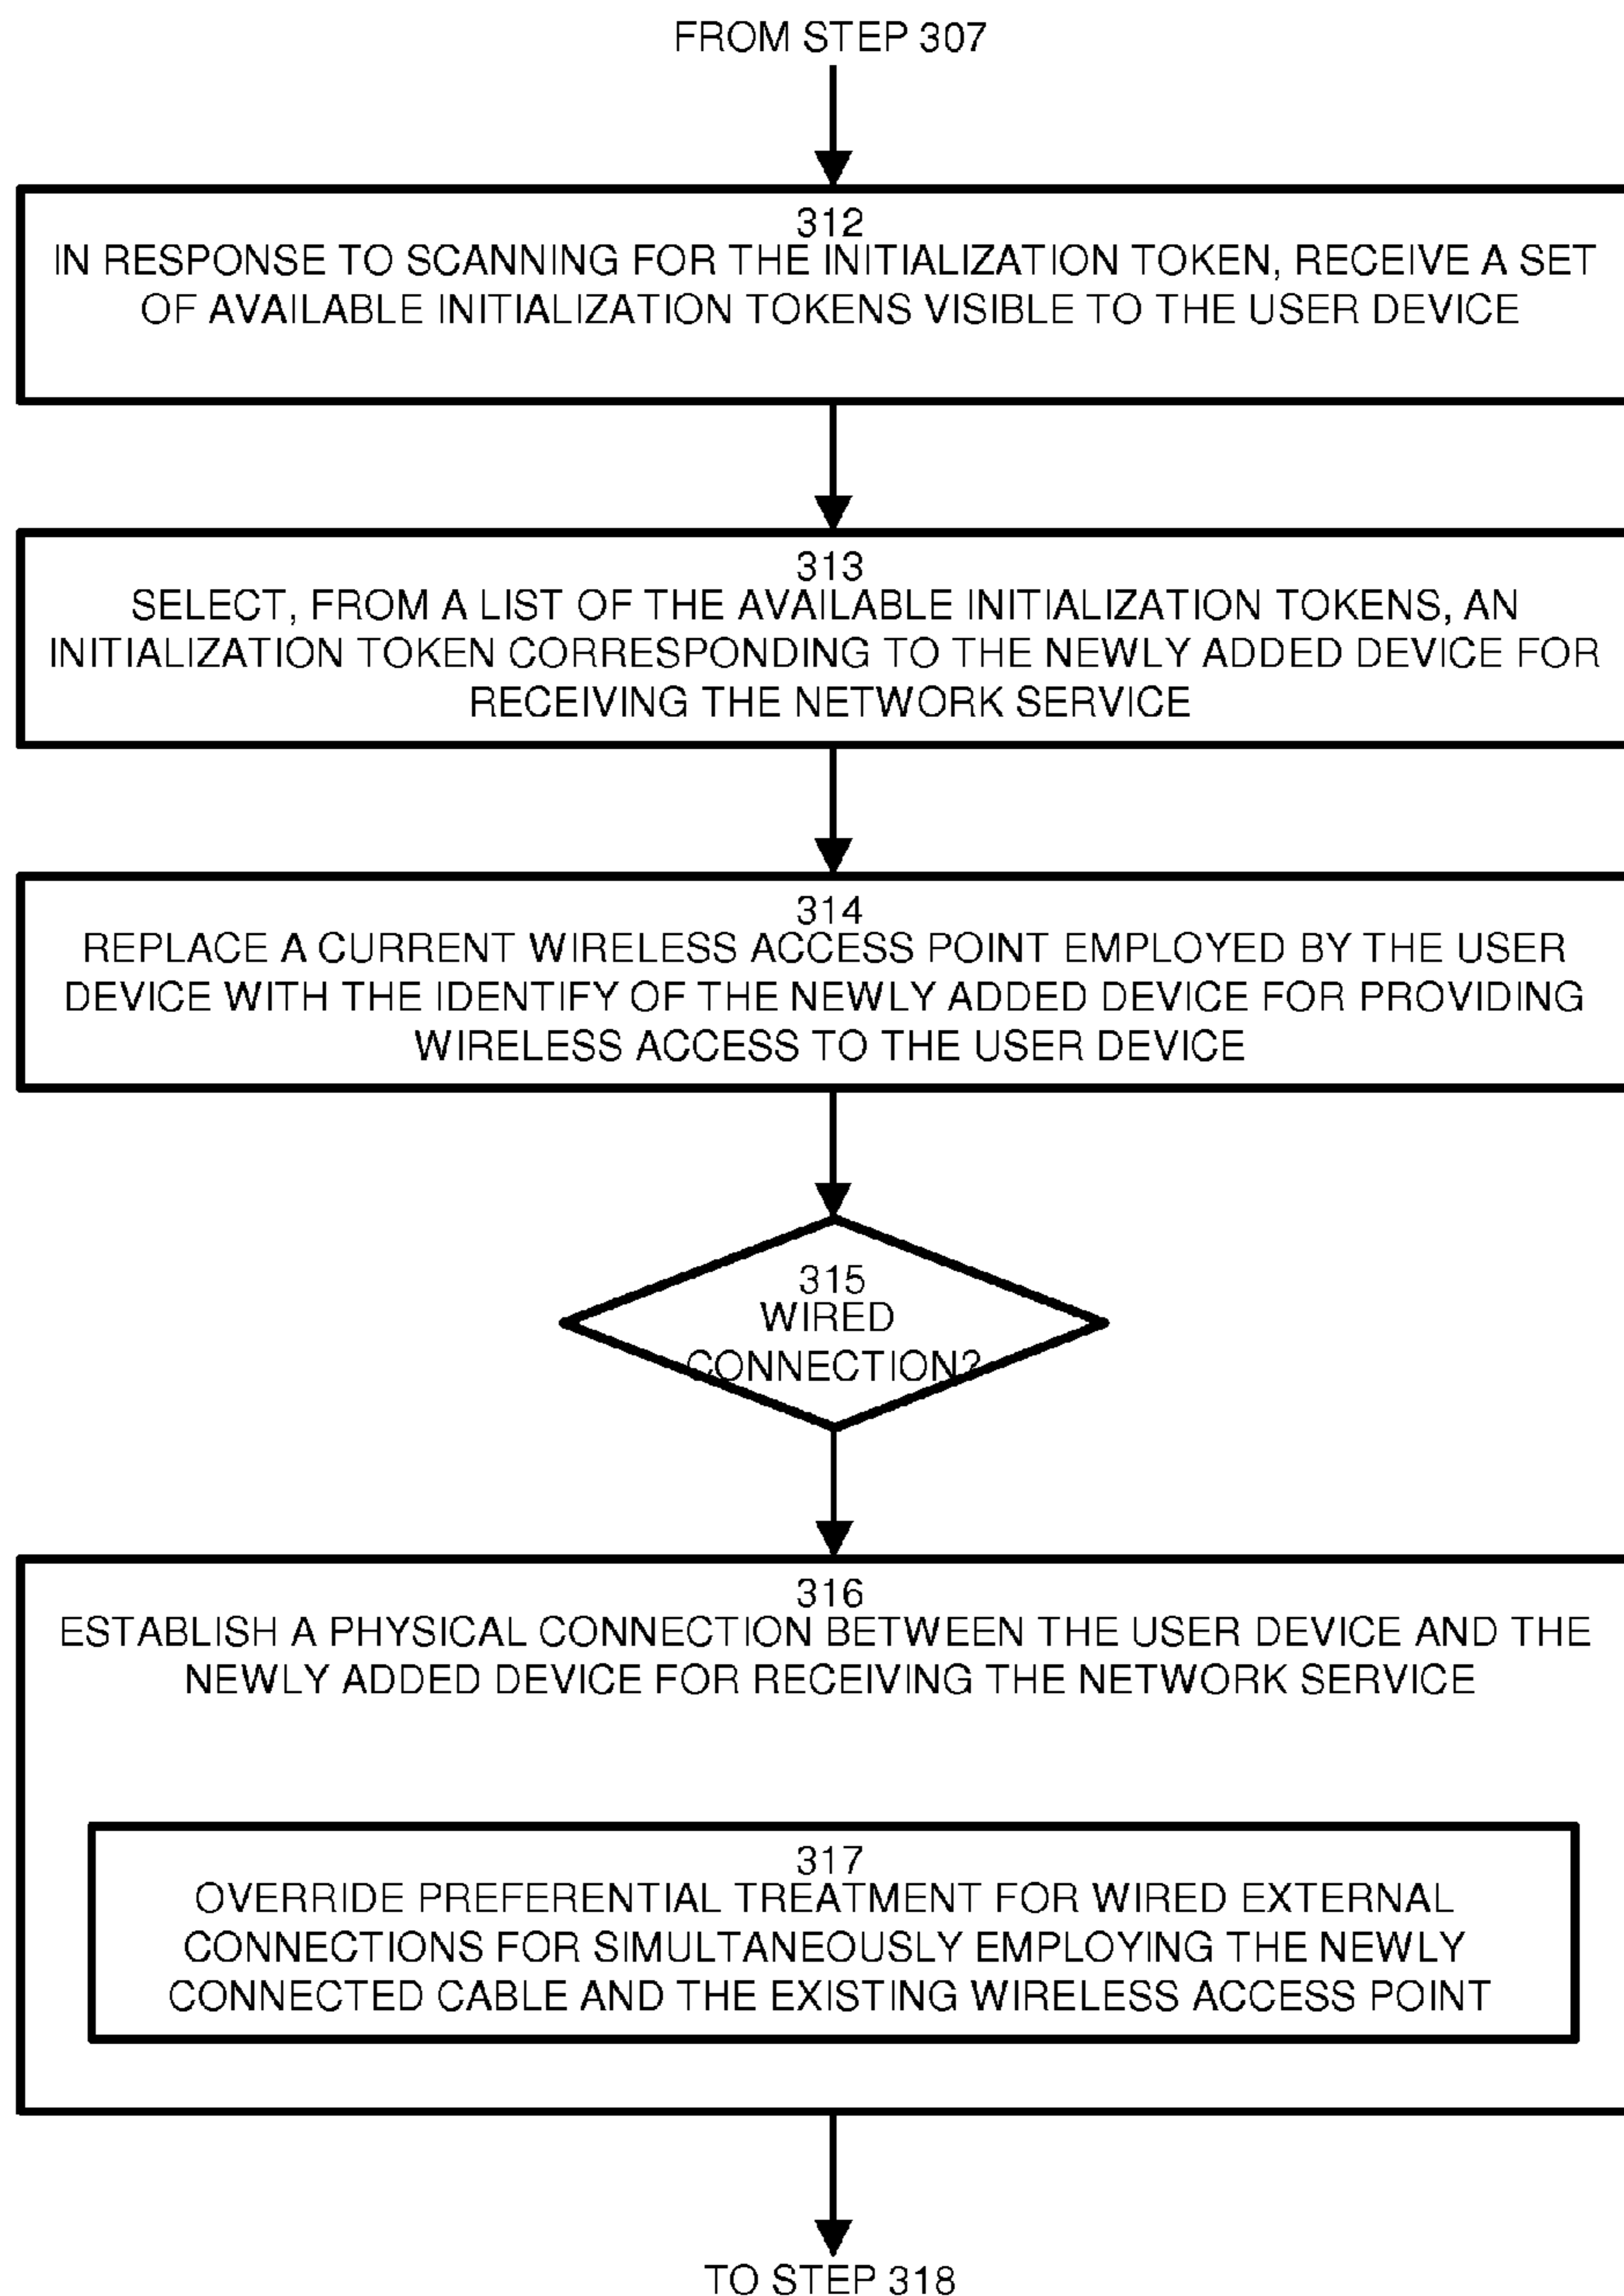 FROM STEP 307
312
IN RESPONSE TO SCANNING FOR THE INITIALIZATION TOKEN, RECEIVE A SET
OF AVAILABLE INITIALIZATION TOKENS VISIBLE TO THE USER DEVICE
313
SELECT, FROM A LIST OF THE AVAILABLE INITIALIZATION TOKENS, AN
INITIALIZATION TOKEN CORRESPONDING TO THE NEWLY ADDED DEVICE FOR
RECEIVING THE NETWORK SERVICE
314
REPLACE A CURRENT WIRELESS ACCESS POINT EMPLOYED BY THE USER
DEVICE WITH THE IDENTIFY OF THE NEWLY ADDED DEVICE FOR PROVIDING
WIRELESS ACCESS TO THE USER DEVICE
315
WIRED
CONNECTION?
316
ESTABLISH A PHYSICAL CONNECTION BETWEEN THE USER DEVICE AND THE
NEWLY ADDED DEVICE FOR RECEIVING THE NETWORK SERVICE
317
OVERRIDE PREFERENTIAL TREATMENT FOR WIRED EXTERNAL
CONNECTIONS FOR SIMULTANEOUSLY EMPLOYING THE NEWLY
CONNECTED CABLE AND THE EXISTING WIRELESS ACCESS POINT
TO STEP 318